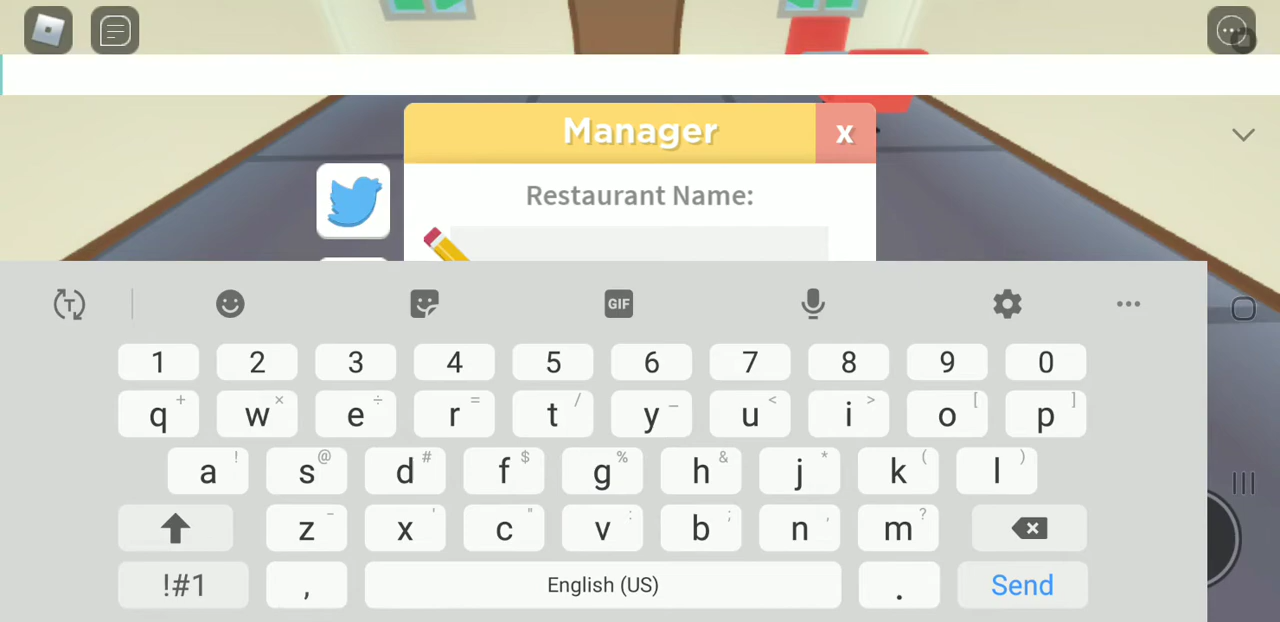 Manager
x
Restaurant Name:
GIF
1 2 3 4 5 6 7 8 9 0
q + w × e ÷ r = t / y _ u < i > o [ p ]
a ! s @ d # f $ g % h & j * k ( l )
z - x ' c " v : b ; n , m ?
!#1 , English (US) . Send